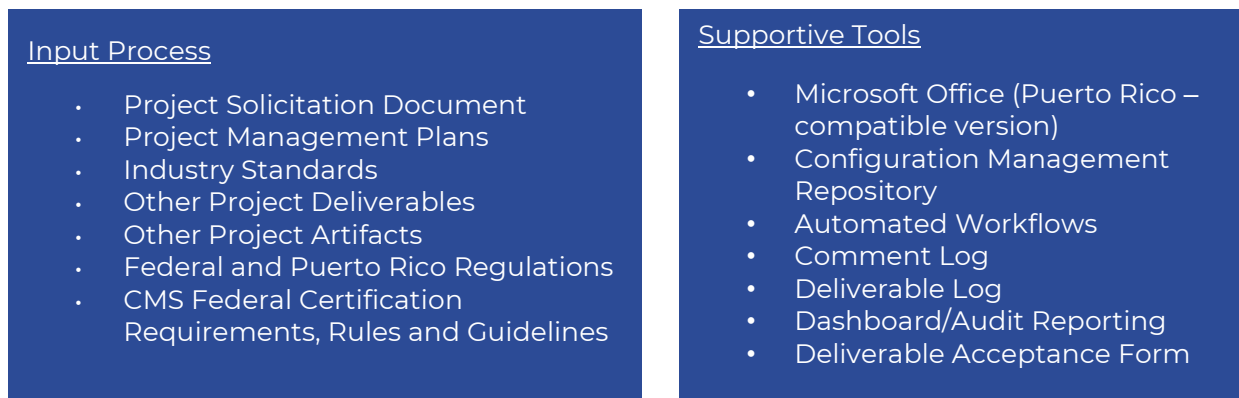 Input Process
• Project Solicitation Document
• Project Management Plans
• Industry Standards
• Other Project Deliverables
• Other Project Artifacts
• Federal and Puerto Rico Regulations
• CMS Federal Certification
Requirements, Rules and Guidelines
Supportive Tools
• Microsoft Office (Puerto Rico –
compatible version)
• Configuration Management
Repository
• Automated Workflows
• Comment Log
• Deliverable Log
• Dashboard/Audit Reporting
• Deliverable Acceptance Form